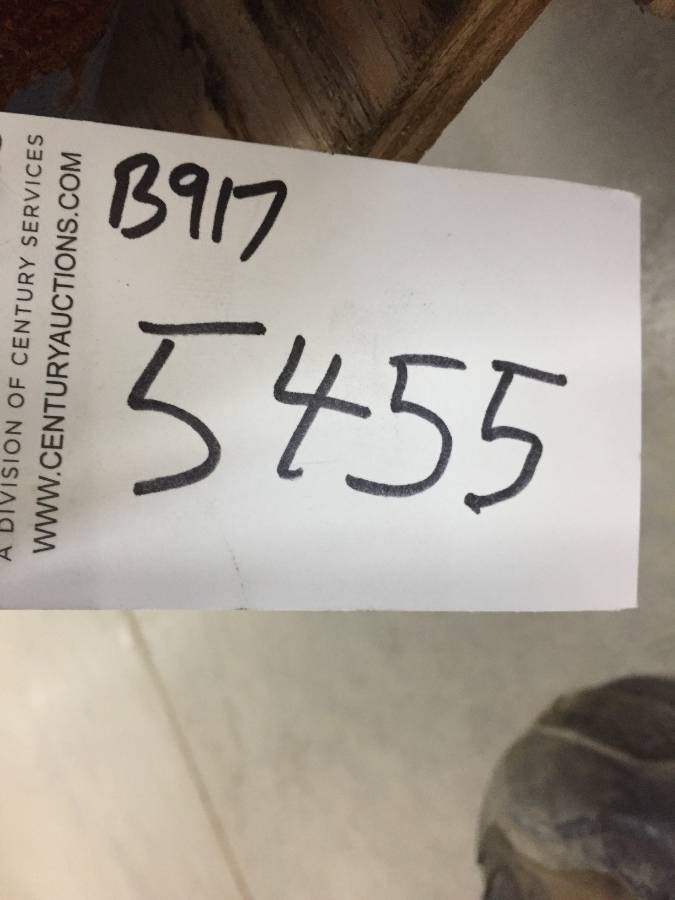 B917
5455
A DIVISION OF CENTURY SERVICES
WWW.CENTURYAUCTIONS.COM